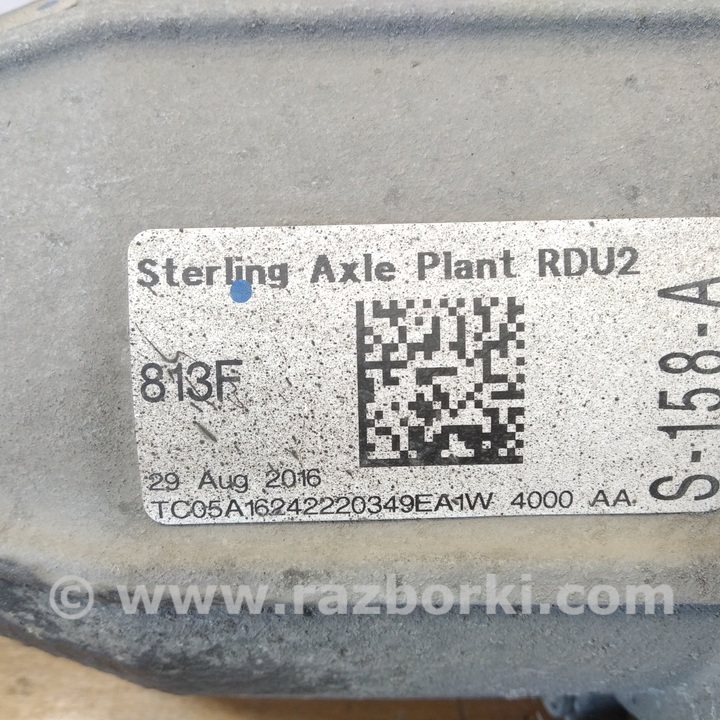 Sterling Axle Plant RDU2
813F
29 Aug 2016
TC05A16242220349EA1W 4000 AA
S-158-A
© www.razborki.com